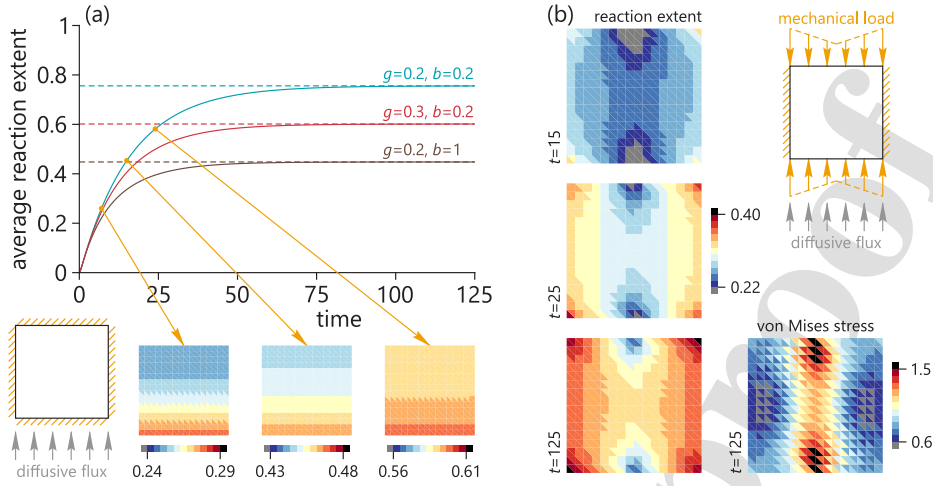 (a)
average reaction extent
1
0.8
0.6
0.4
0.2
0
g=0.2, b=0.2
g=0.3, b=0.2
g=0.2, b=1
0 25 50 75 100 125
time
diffusive flux
0.24 0.29
0.43 0.48
0.56 0.61
(b)
reaction extent
t=15
t=25
t=125
0.40
0.22
mechanical load
diffusive flux
von Mises stress
t=125
1.5
0.6
proof